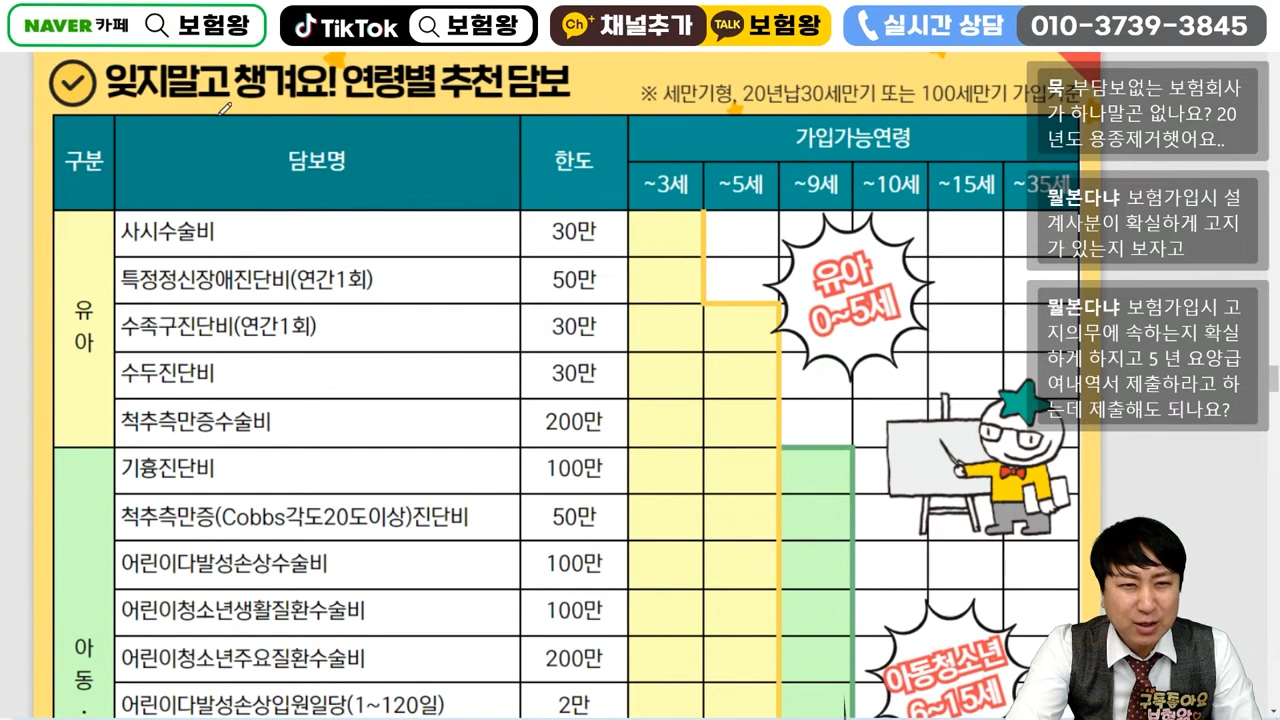 NAVER 카페 보험왕
TikTok 보험왕
Ch+ 채널추가 TALK 보험왕
실시간 상담 010-3739-3845
잊지말고 챙겨요! 연령별 추천 담보
※ 세만기형, 20년납30세만기 또는 100세만기 가입기준
구분 담보명 한도 가입가능연령
~3세 ~5세 ~9세 ~10세 ~15세 ~35세
유아
사시수술비 30만
특정정신장애진단비(연간1회) 50만
수족구진단비(연간1회) 30만
수두진단비 30만
척추측만증수술비 200만
유아
0~5세
아동·
기흉진단비 100만
척추측만증(Cobbs각도20도이상)진단비 50만
어린이다발성손상수술비 100만
어린이청소년생활질환수술비 100만
어린이청소년주요질환수술비 200만
어린이다발성손상입원일당(1~120일) 2만
아동청소년
6~15세
묵 부담보없는 보험회사
가 하나말곤 없나요? 20
년도 용종제거햇어요..
뭘본다냐 보험가입시 설
계사분이 확실하게 고지
가 있는지 보자고
뭘본다냐 보험가입시 고
지의무에 속하는지 확실
하게 하지고 5 년 요양급
여내역서 제출하라고 하
는데 제출해도 되나요?
구독좋아요
보험왕